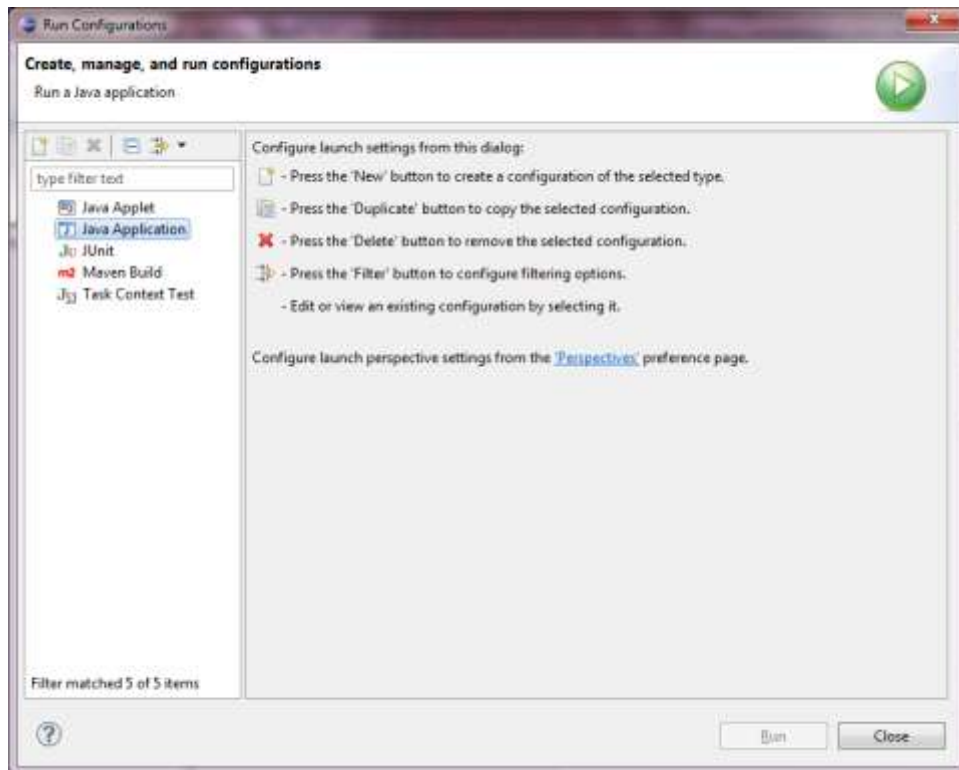 Run Configurations
Create, manage, and run configurations
Run a Java application
type filter text
Java Applet
Java Application
Ju JUnit
m2 Maven Build
Task Context Test
Filter matched 5 of 5 items
Configure launch settings from this dialog:
- Press the 'New' button to create a configuration of the selected type.
- Press the 'Duplicate' button to copy the selected configuration.
- Press the 'Delete' button to remove the selected configuration.
- Press the 'Filter' button to configure filtering options.
- Edit or view an existing configuration by selecting it.
Configure launch perspective settings from the 'Perspectives' preference page.
Run
Close